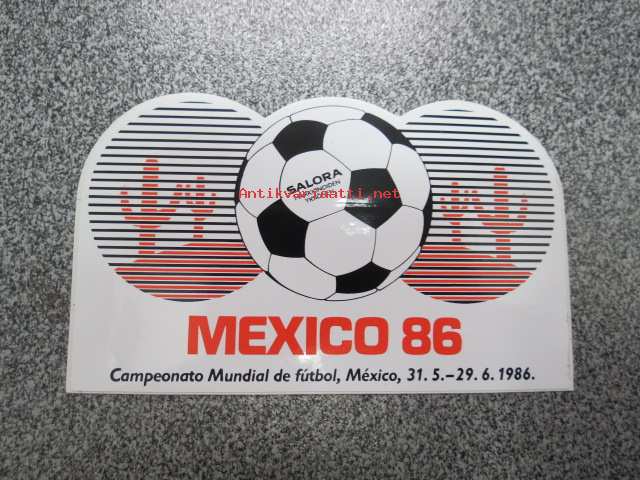 SALORA
Antikvariaatti.net
MEXICO 86
Campeonato Mundial de fútbol, México, 31. 5.–29. 6. 1986.